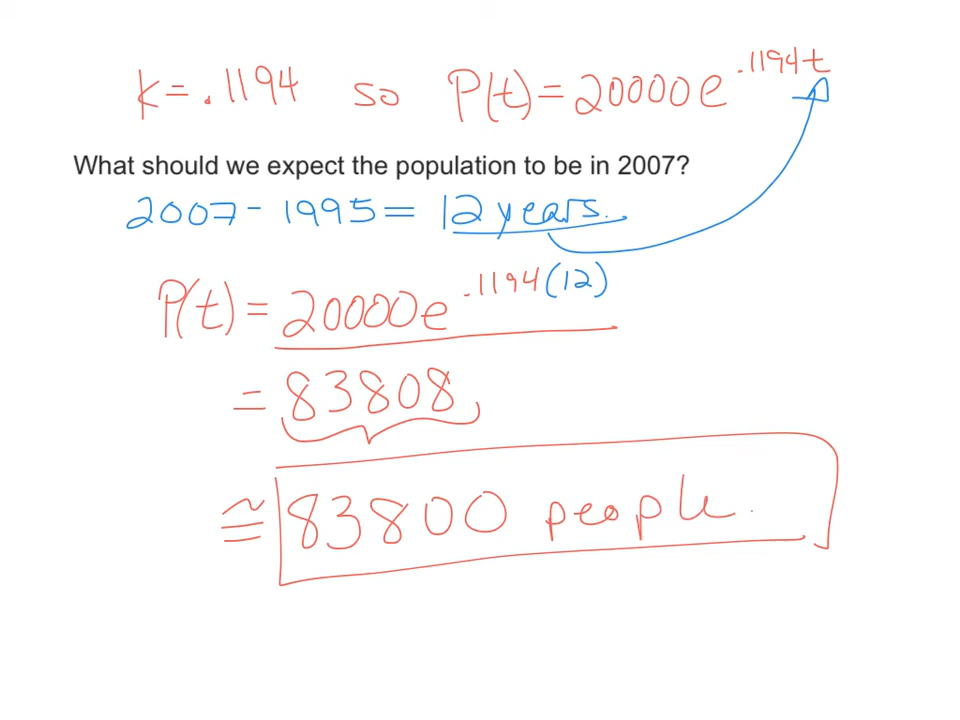 k = .1194 so P(t) = 20000e^.1194t
What should we expect the population to be in 2007?
2007 - 1995 = 12 years.
P(t) = 20000e^.1194(12)
= 83808
≅ 83800 people.